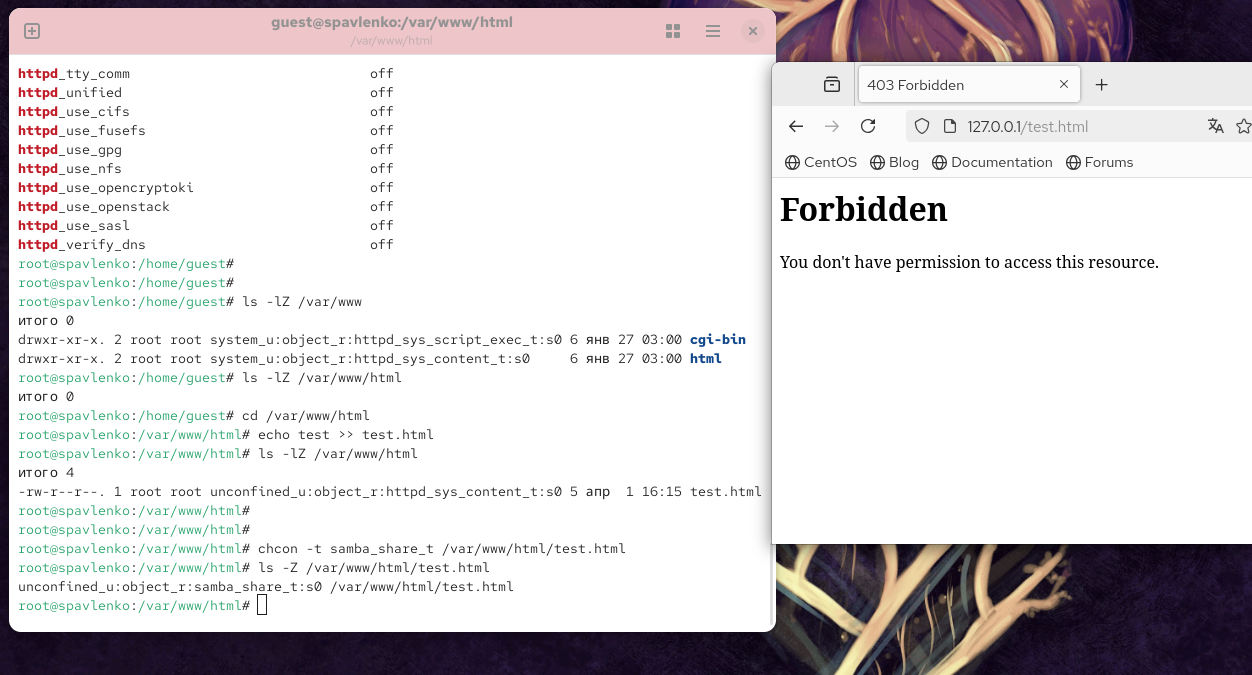 guest@spavlenko:/var/www/html
/var/www/html
httpd_tty_comm                              off
httpd_unified                               off
httpd_use_cifs                              off
httpd_use_fusefs                            off
httpd_use_gpg                               off
httpd_use_nfs                               off
httpd_use_opencryptoki                      off
httpd_use_openstack                         off
httpd_use_sasl                              off
httpd_verify_dns                            off
root@spavlenko:/home/guest#
root@spavlenko:/home/guest#
root@spavlenko:/home/guest# ls -lZ /var/www
итого 0
drwxr-xr-x. 2 root root system_u:object_r:httpd_sys_script_exec_t:s0 6 янв 27 03:00 cgi-bin
drwxr-xr-x. 2 root root system_u:object_r:httpd_sys_content_t:s0     6 янв 27 03:00 html
root@spavlenko:/home/guest# ls -lZ /var/www/html
итого 0
root@spavlenko:/home/guest# cd /var/www/html
root@spavlenko:/var/www/html# echo test >> test.html
root@spavlenko:/var/www/html# ls -lZ /var/www/html
итого 4
-rw-r--r--. 1 root root unconfined_u:object_r:httpd_sys_content_t:s0 5 апр  1 16:15 test.html
root@spavlenko:/var/www/html#
root@spavlenko:/var/www/html#
root@spavlenko:/var/www/html# chcon -t samba_share_t /var/www/html/test.html
root@spavlenko:/var/www/html# ls -Z /var/www/html/test.html
unconfined_u:object_r:samba_share_t:s0 /var/www/html/test.html
root@spavlenko:/var/www/html#
403 Forbidden
127.0.0.1/test.html
CentOS Blog Documentation Forums
Forbidden
You don't have permission to access this resource.